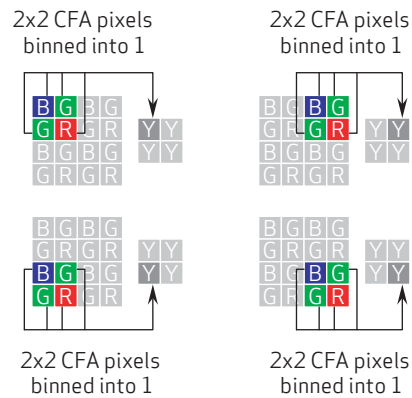 2x2 CFA pixels
binned into 1
2x2 CFA pixels
binned into 1
B G B G
G R G R
B G B G
G R G R
Y Y
Y Y
B G B G
G R G R
B G B G
G R G R
Y Y
Y Y
B G B G
G R G R
B G B G
G R G R
Y Y
Y Y
B G B G
G R G R
B G B G
G R G R
Y Y
Y Y
2x2 CFA pixels
binned into 1
2x2 CFA pixels
binned into 1